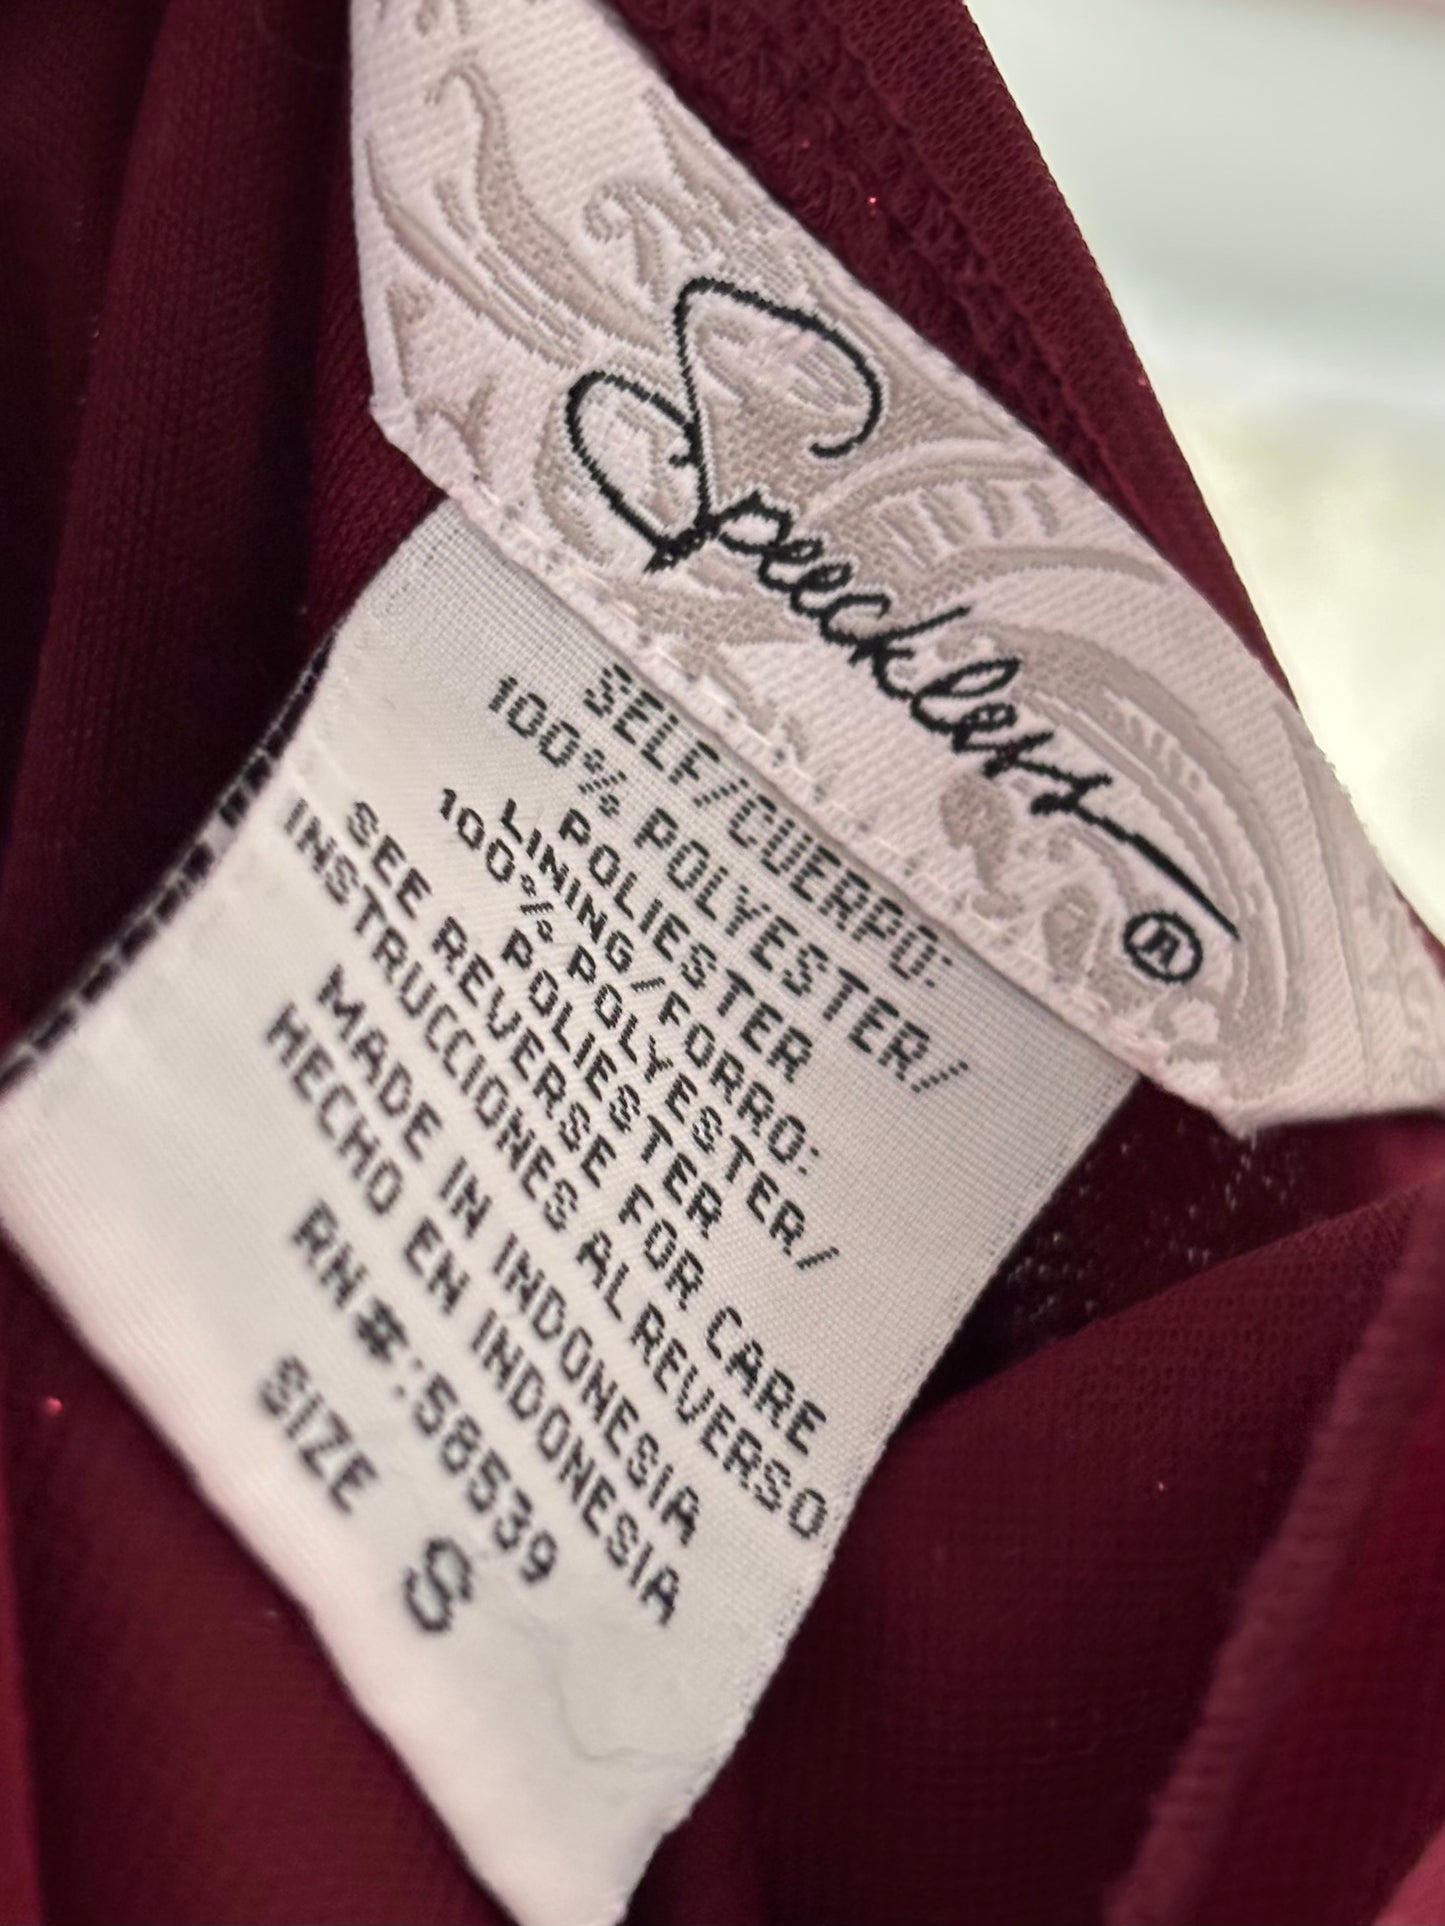 Speechless®
SELF/CUERPO:
100% POLYESTER/
POLIESTER
LINING/FORRO:
100% POLYESTER/
POLIESTER
SEE REVERSE FOR CARE
INSTRUCCIONES AL REVERSO
MADE IN INDONESIA
HECHO EN INDONESIA
RN#:58539
SIZE S